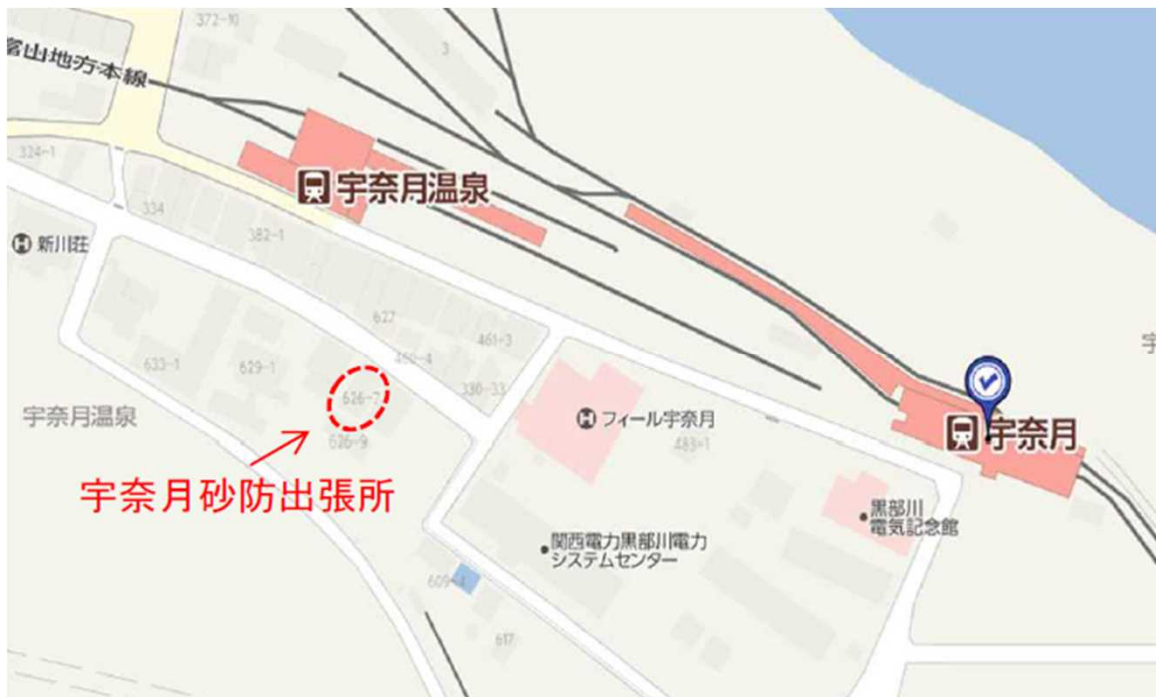 372-10
3
富山地方本線
324-1
334
宇奈月温泉
382-1
新川荘
627
461-3
460-4
330-33
633-1
629-1
626-7
626-9
宇奈月温泉
フィール宇奈月
483-1
宇奈月
宇
宇奈月砂防出張所
黒部川
電気記念館
関西電力黒部川電力
システムセンター
609-4
617